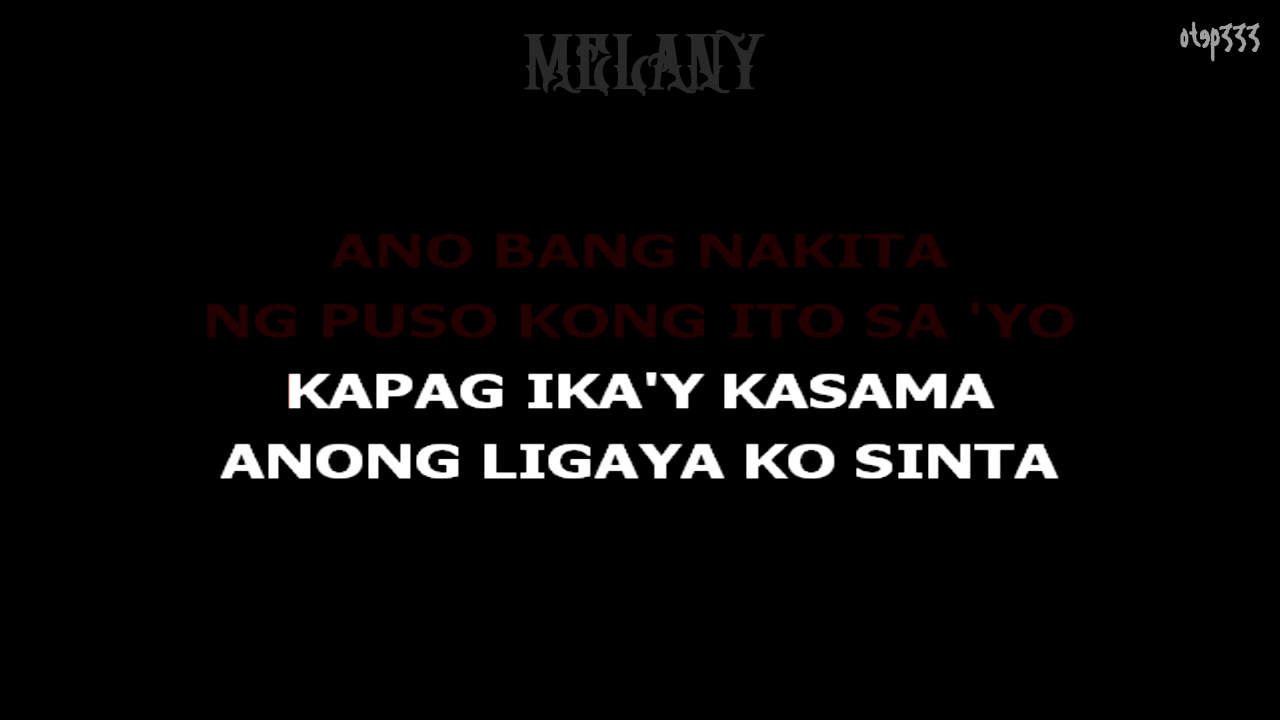 MELANY
otep333
ANO BANG NAKITA
NG PUSO KONG ITO SA 'YO
KAPAG IKA'Y KASAMA
ANONG LIGAYA KO SINTA